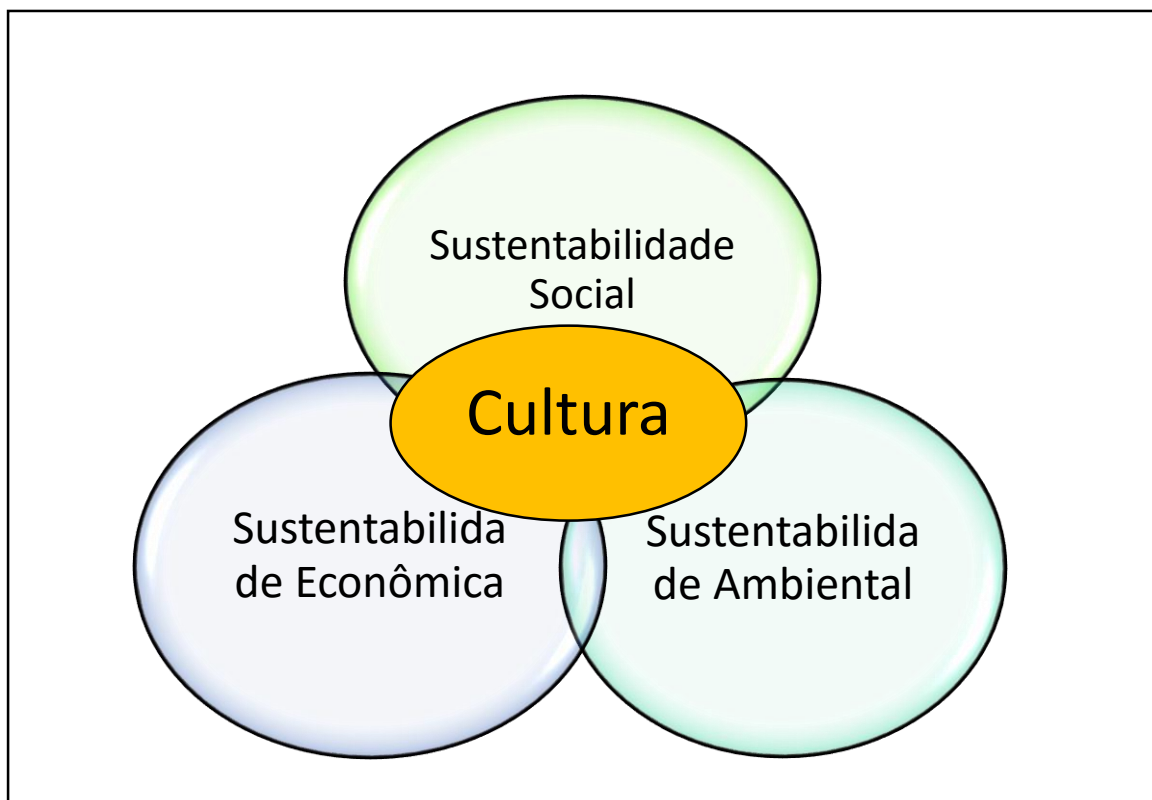 Sustentabilidade
Social
Cultura
Sustentabilida
de Econômica
Sustentabilida
de Ambiental